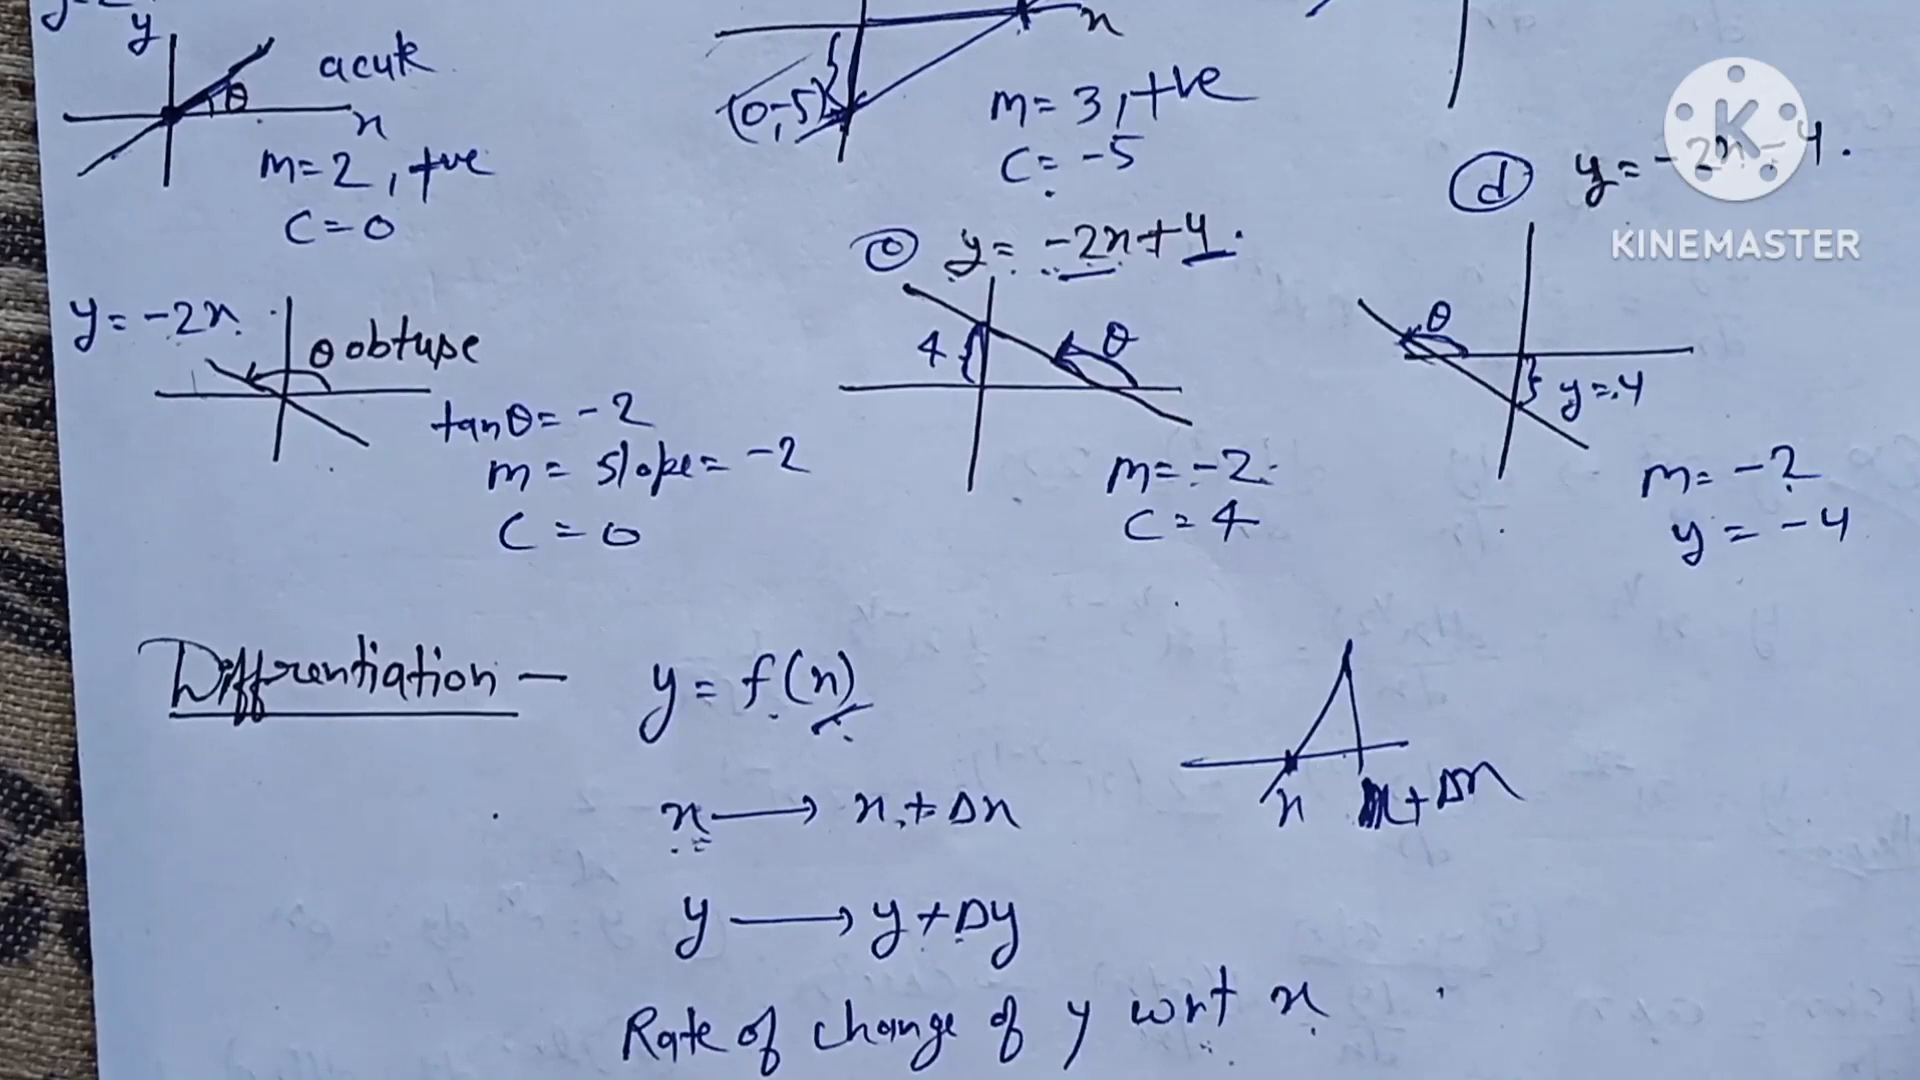 y
acute
θ
x
m=2, +ve
C=0
x
(0,-5)
m=3, +ve
C=-5
y=-2x
θ obtuse
tanθ=-2
m= slope=-2
C=0
y=-2x+4.
4
θ
m=-2
C=4
d y=-2x-4.
KINEMASTER
θ
y=-4
m=-2
y=-4
Diffrentiation — y=f(x)
x → x+Δx
x
x+Δx
y → y+Δy
Rate of change of y wrt x